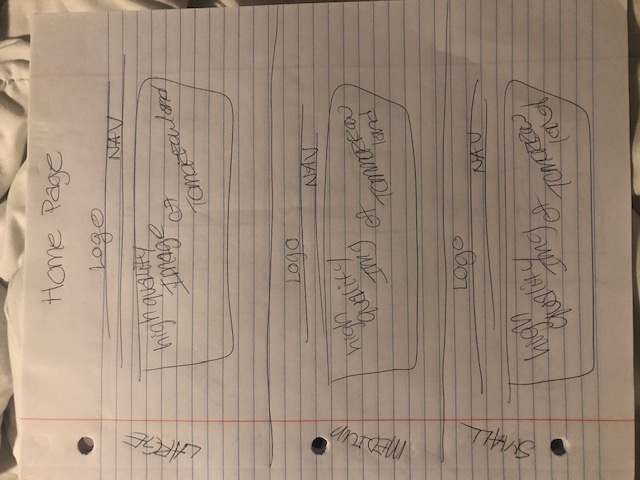 Home Page
LARGE
Logo
NAV
high quality
Image of
Tomorrowland
MEDIUM
Logo
NAV
high
quality
Img of
Tommorrow
land
SMALL
Logo
NAV
high
quality
Img of
Tomorrow
land